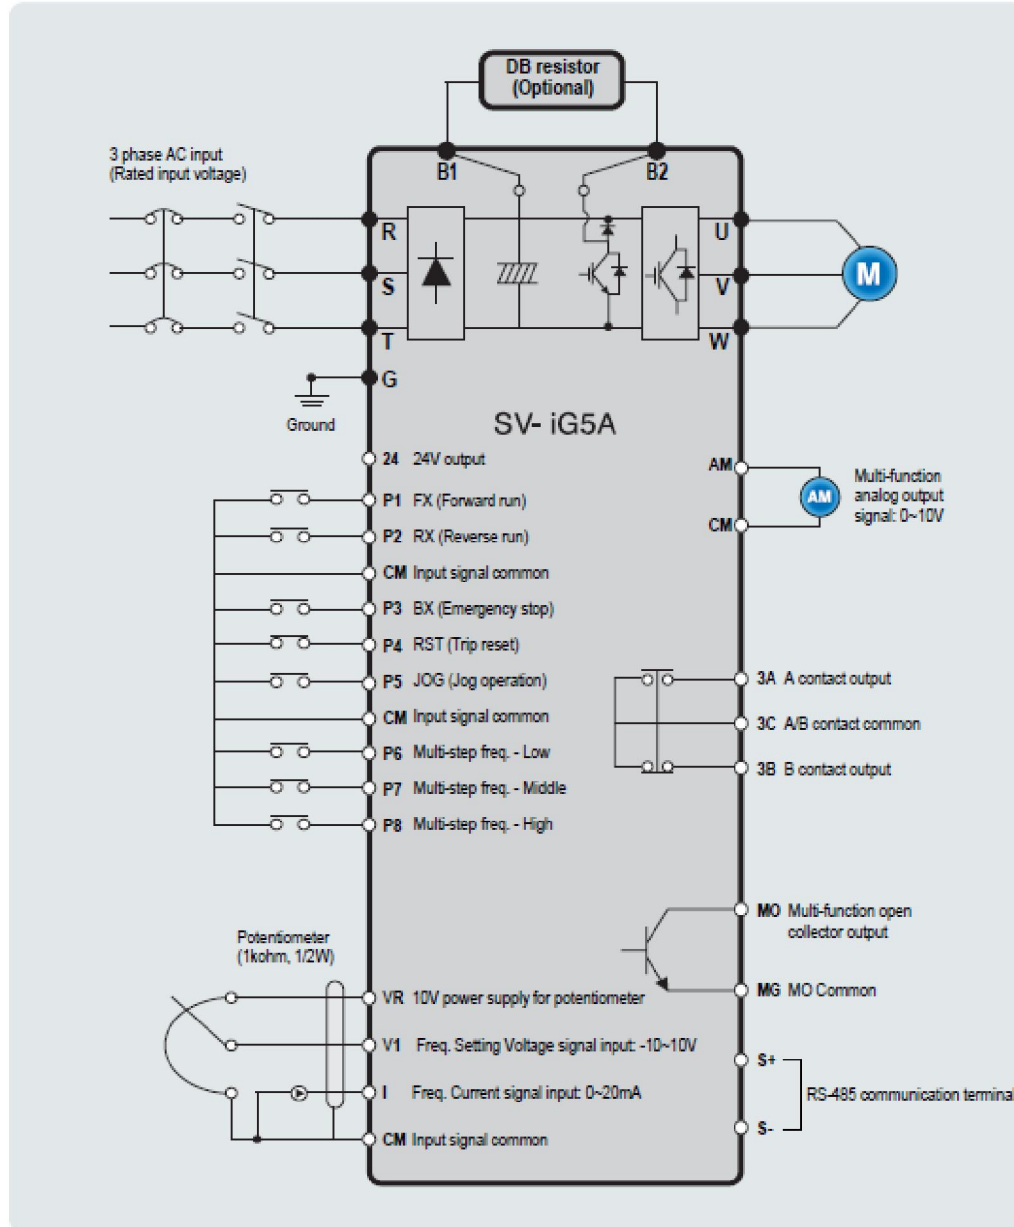 DB resistor
(Optional)
3 phase AC input
(Rated input voltage)
B1
B2
R
S
T
G
U
V
W
M
Ground
SV- iG5A
24 24V output
P1 FX (Forward run)
P2 RX (Reverse run)
CM Input signal common
P3 BX (Emergency stop)
P4 RST (Trip reset)
P5 JOG (Jog operation)
CM Input signal common
P6 Multi-step freq. - Low
P7 Multi-step freq. - Middle
P8 Multi-step freq. - High
AM
CM
AM
Multi-function
analog output
signal: 0~10V
3A A contact output
3C A/B contact common
3B B contact output
MO Multi-function open
collector output
MG MO Common
Potentiometer
(1kohm, 1/2W)
VR 10V power supply for potentiometer
V1 Freq. Setting Voltage signal input: -10~10V
I Freq. Current signal input: 0~20mA
CM Input signal common
S+
S-
RS-485 communication terminal